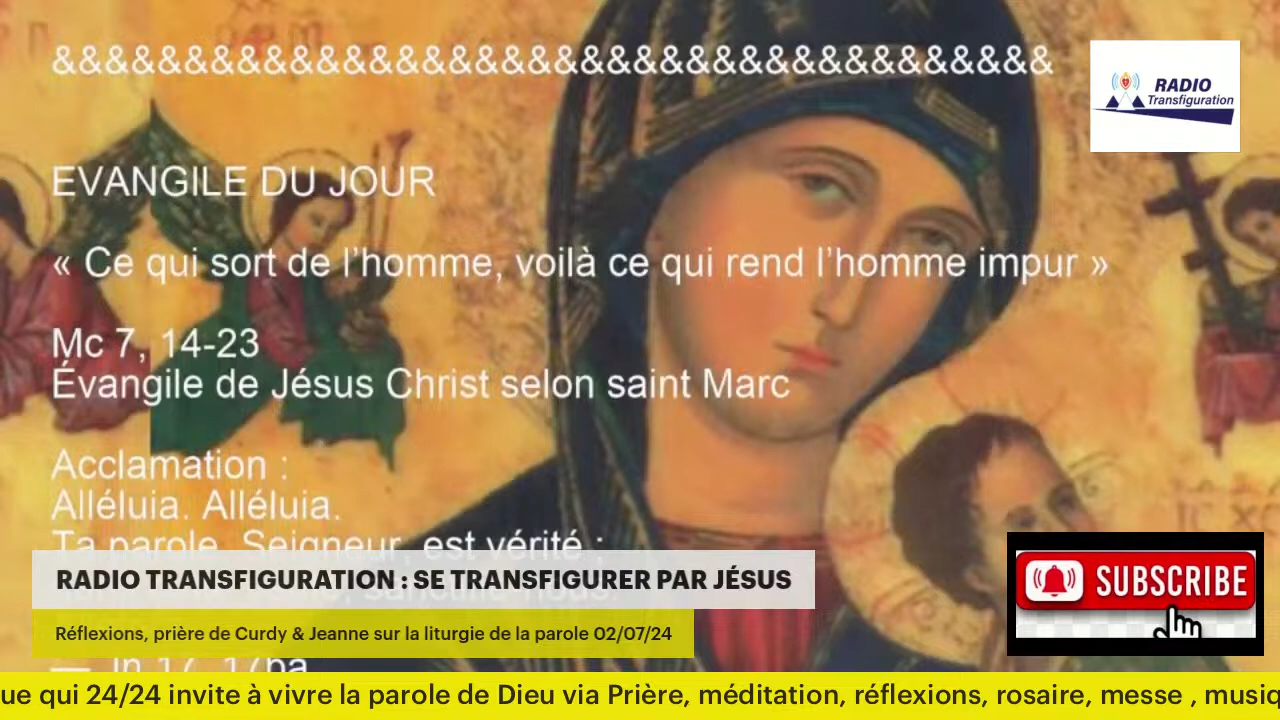 &&&&&&&&&&&&&&&&&&&&&&&&&&&&&&&&&&&&&&
RADIO
Transfiguration
EVANGILE DU JOUR
« Ce qui sort de l'homme, voilà ce qui rend l'homme impur »
Mc 7, 14-23
Évangile de Jésus Christ selon saint Marc
Acclamation :
Alléluia. Alléluia.
Ta parole, Seigneur, est vérité ;
RADIO TRANSFIGURATION : SE TRANSFIGURER PAR JÉSUS
SUBSCRIBE
Réflexions, prière de Curdy & Jeanne sur la liturgie de la parole 02/07/24
— Jn 17, 17ba
ue qui 24/24 invite à vivre la parole de Dieu via Prière, méditation, réflexions, rosaire, messe , musiq